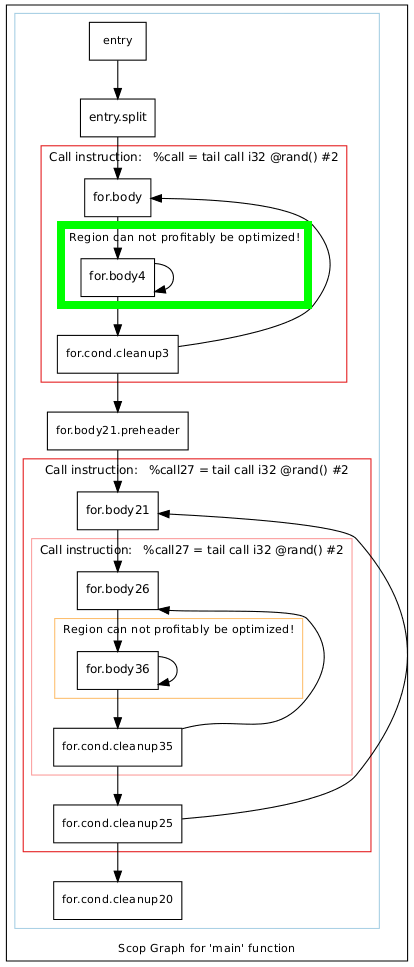 entry
entry.split
Call instruction: %call = tail call i32 @rand() #2
for.body
Region can not profitably be optimized!
for.body4
for.cond.cleanup3
for.body21.preheader
Call instruction: %call27 = tail call i32 @rand() #2
for.body21
Call instruction: %call27 = tail call i32 @rand() #2
for.body26
Region can not profitably be optimized!
for.body36
for.cond.cleanup35
for.cond.cleanup25
for.cond.cleanup20
Scop Graph for 'main' function